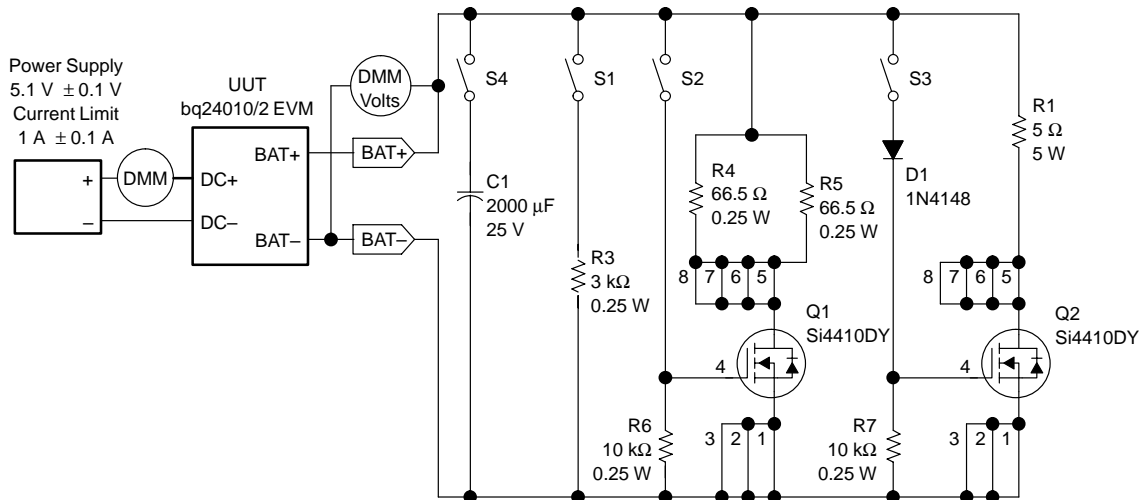 Power Supply
5.1 V ± 0.1 V
Current Limit
1 A ± 0.1 A
+
−
DMM
UUT
bq24010/2 EVM
DC+
DC−
BAT+
BAT−
DMM
Volts
BAT+
BAT−
S4
C1
2000 μF
25 V
S1
R3
3 kΩ
0.25 W
S2
R4
66.5 Ω
0.25 W
R5
66.5 Ω
0.25 W
8 7 6 5
Q1
Si4410DY
4
R6
10 kΩ
0.25 W
3 2 1
S3
D1
1N4148
R1
5 Ω
5 W
8 7 6 5
Q2
Si4410DY
4
R7
10 kΩ
0.25 W
3 2 1